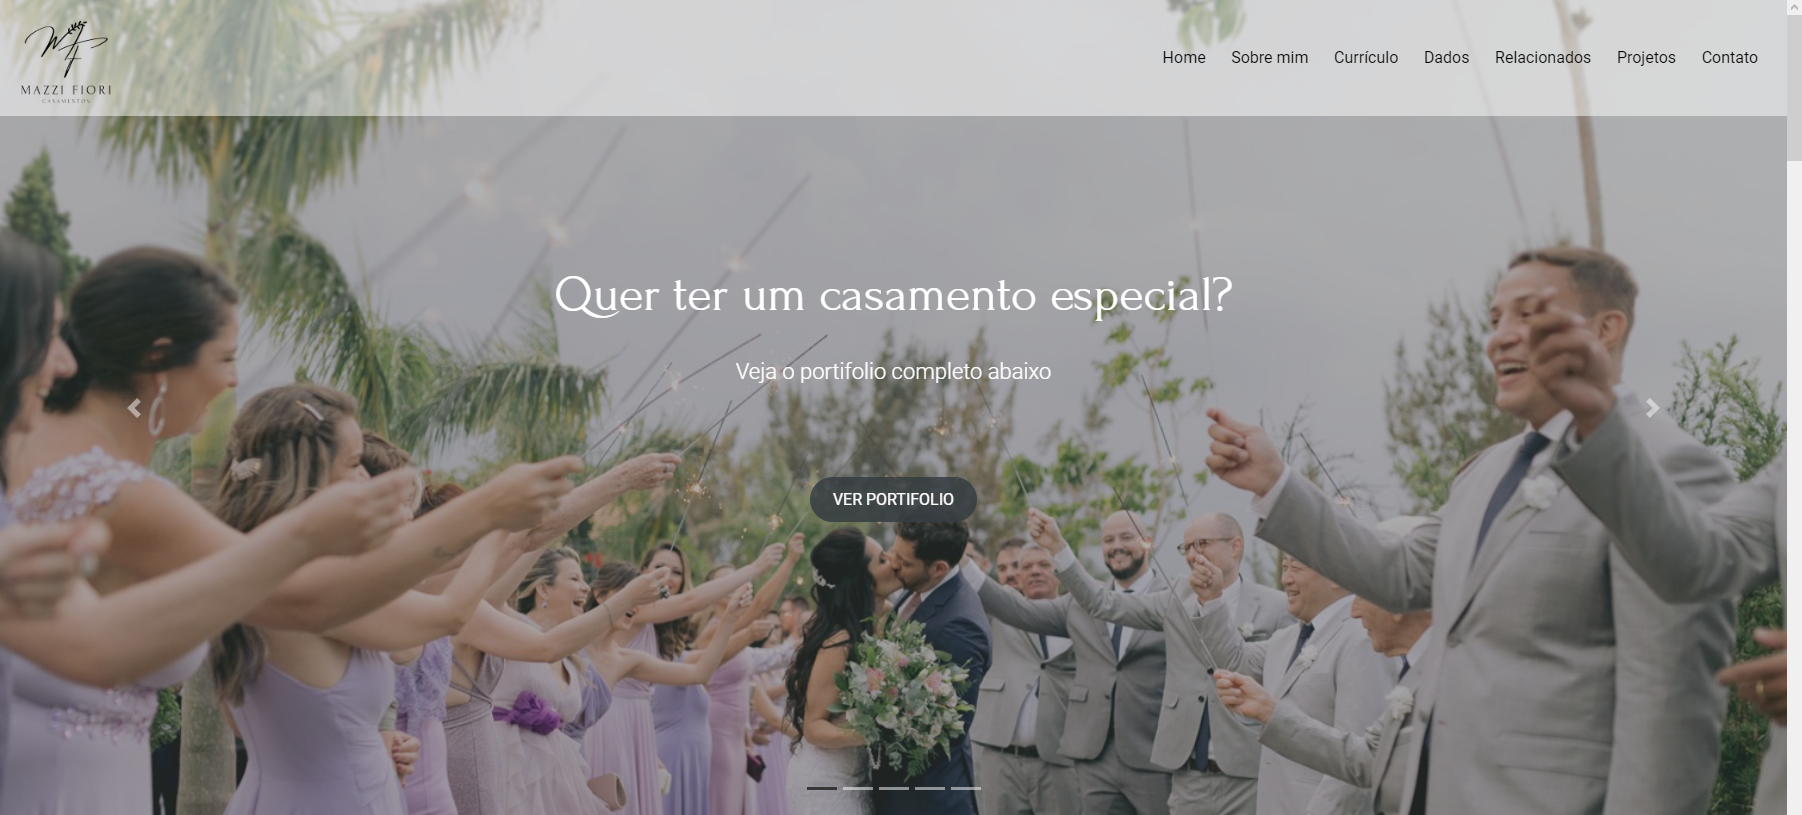 MAZZI FIORI
CASAMENTOS
Home Sobre mim Currículo Dados Relacionados Projetos Contato
Quer ter um casamento especial?
Veja o portifolio completo abaixo
VER PORTIFOLIO